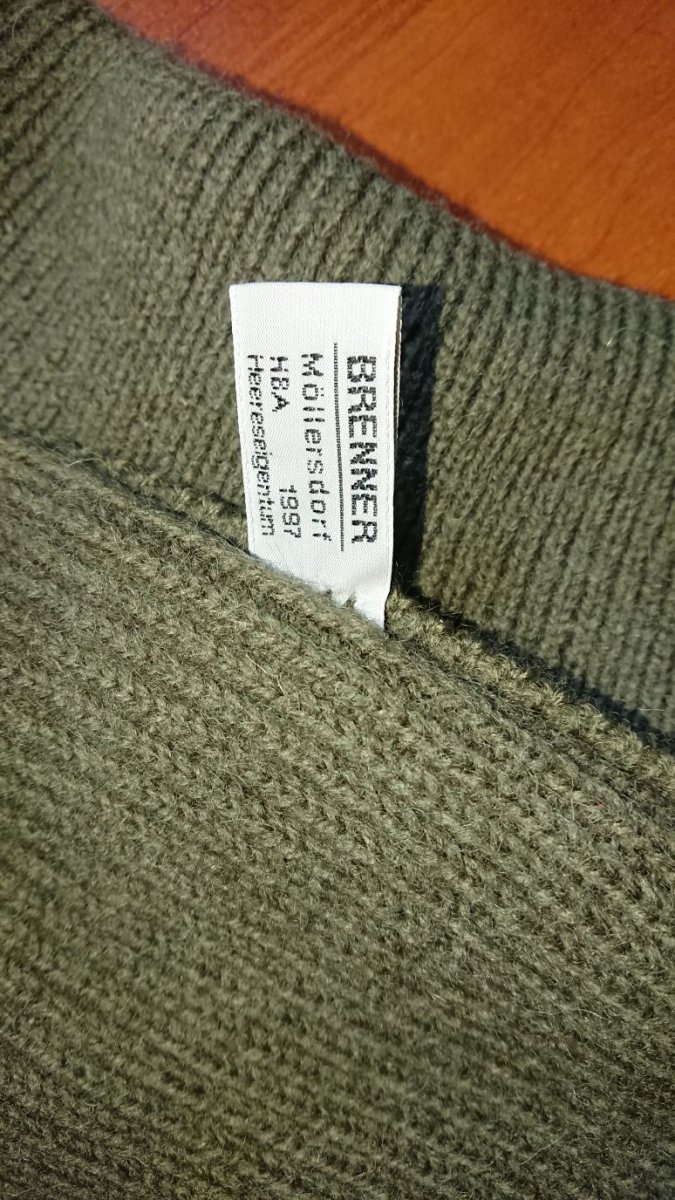 BRENNER
Möllersdorf
HBA 1997
Heereseigentum